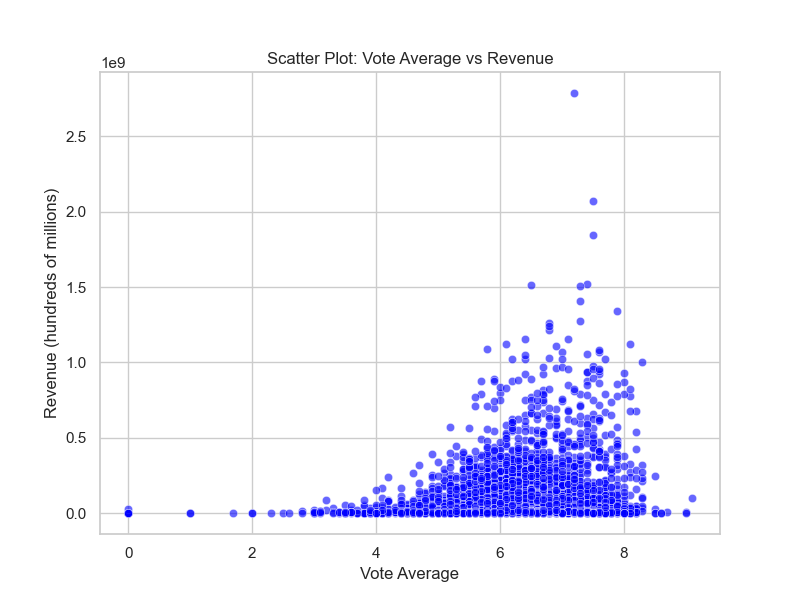 Scatter Plot: Vote Average vs Revenue
1e9
2.5
2.0
1.5
1.0
0.5
0.0
Revenue (hundreds of millions)
0 2 4 6 8
Vote Average